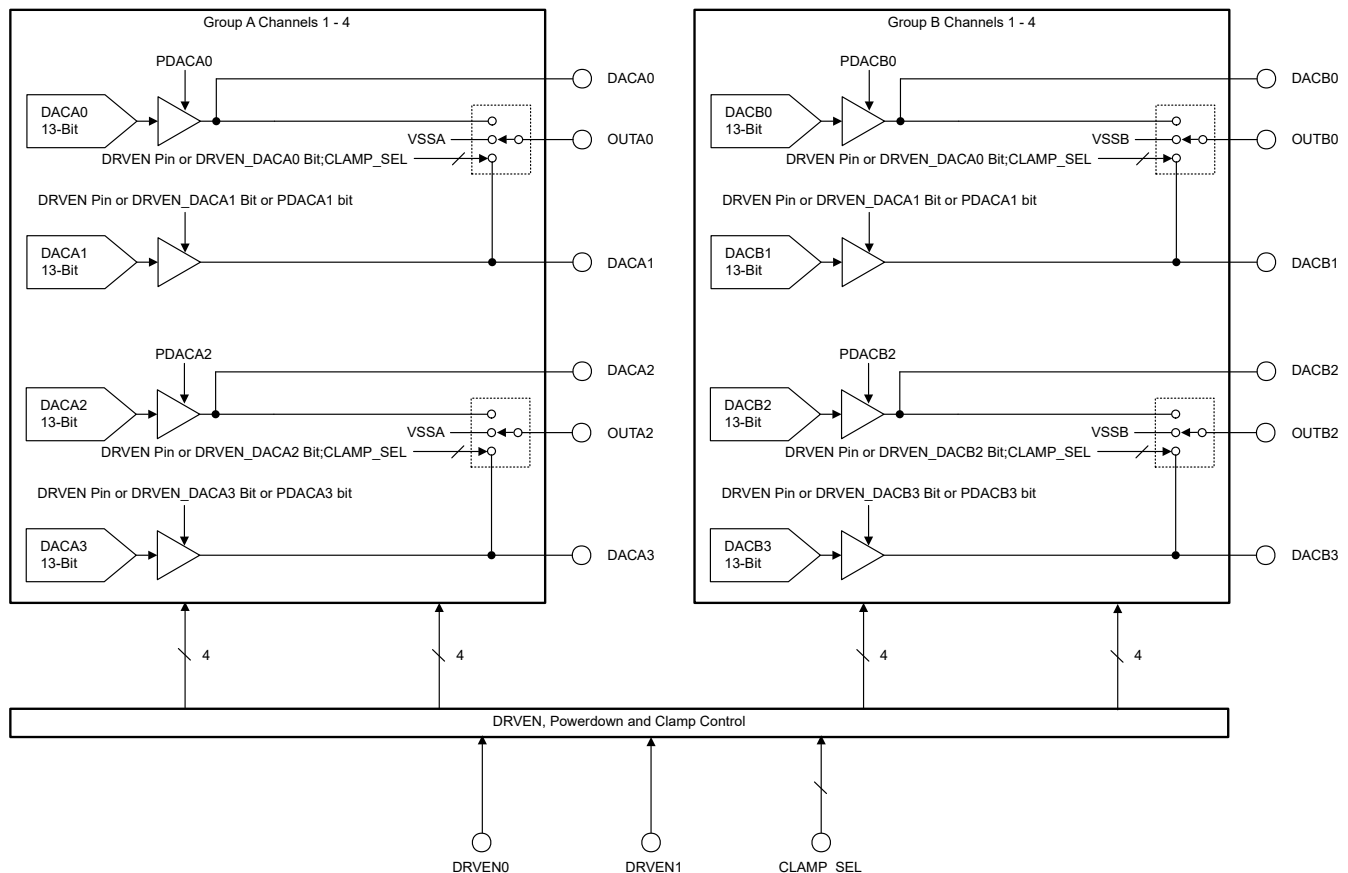 Group A Channels 1 - 4
PDACA0
DACA0
DACA0
13-Bit
VSSA
OUTA0
DRVEN Pin or DRVEN_DACA0 Bit;CLAMP_SEL
DRVEN Pin or DRVEN_DACA1 Bit or PDACA1 bit
DACA1
13-Bit
DACA1
PDACA2
DACA2
DACA2
13-Bit
VSSA
OUTA2
DRVEN Pin or DRVEN_DACA2 Bit;CLAMP_SEL
DRVEN Pin or DRVEN_DACA3 Bit or PDACA3 bit
DACA3
13-Bit
DACA3
Group B Channels 1 - 4
PDACB0
DACB0
DACB0
13-Bit
VSSB
OUTB0
DRVEN Pin or DRVEN_DACA0 Bit;CLAMP_SEL
DRVEN Pin or DRVEN_DACA1 Bit or PDACA1 bit
DACB1
13-Bit
DACB1
PDACB2
DACB2
DACB2
13-Bit
VSSB
OUTB2
DRVEN Pin or DRVEN_DACB2 Bit;CLAMP_SEL
DRVEN Pin or DRVEN_DACB3 Bit or PDACB3 bit
DACB3
13-Bit
DACB3
4
4
4
4
DRVEN, Powerdown and Clamp Control
DRVEN0
DRVEN1
CLAMP_SEL